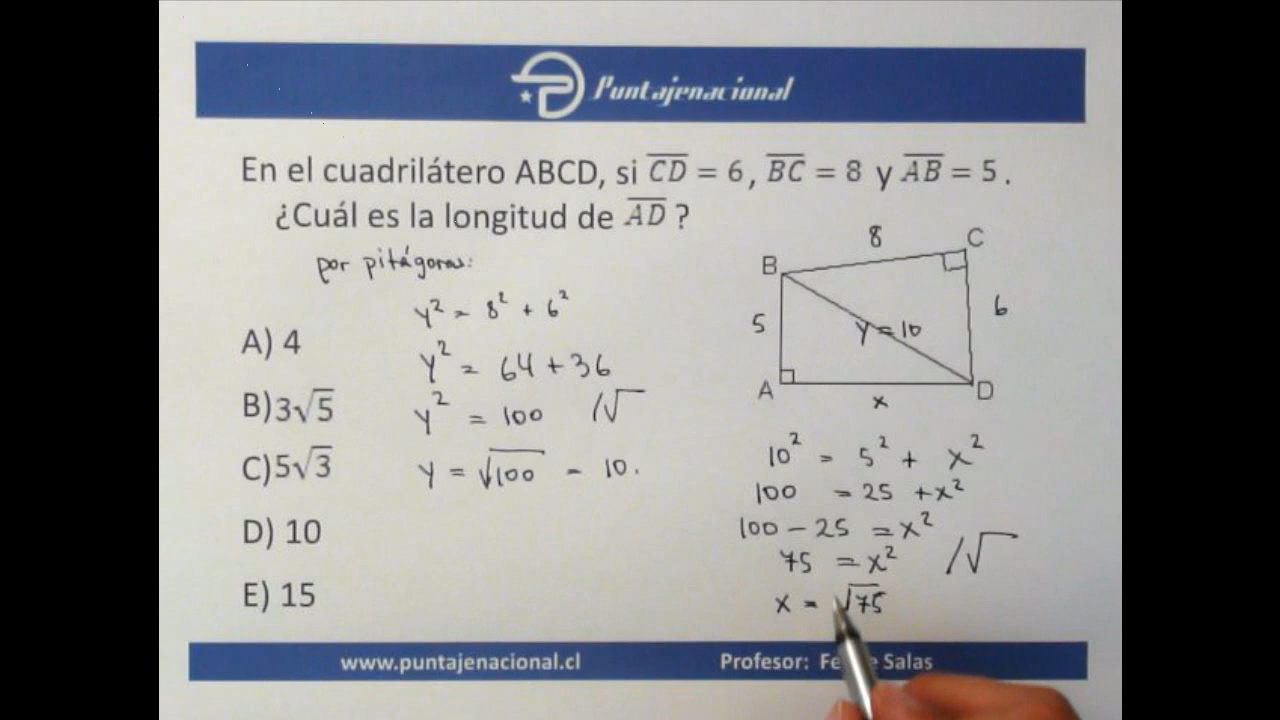 Puntajenacional
En el cuadrilátero ABCD, si CD = 6, BC = 8 y AB = 5.
¿Cuál es la longitud de AD?
por pitágoras:
y² = 8² + 6²
y² = 64 + 36
y² = 100 /√
y = √100 = 10.
A) 4
B) 3√5
C) 5√3
D) 10
E) 15
8
C
B
6
5
y = 10
A
D
x
10² = 5² + x²
100 = 25 + x²
100 - 25 = x²
75 = x² /√
x = √75
www.puntajenacional.cl
Profesor: Fe e Salas